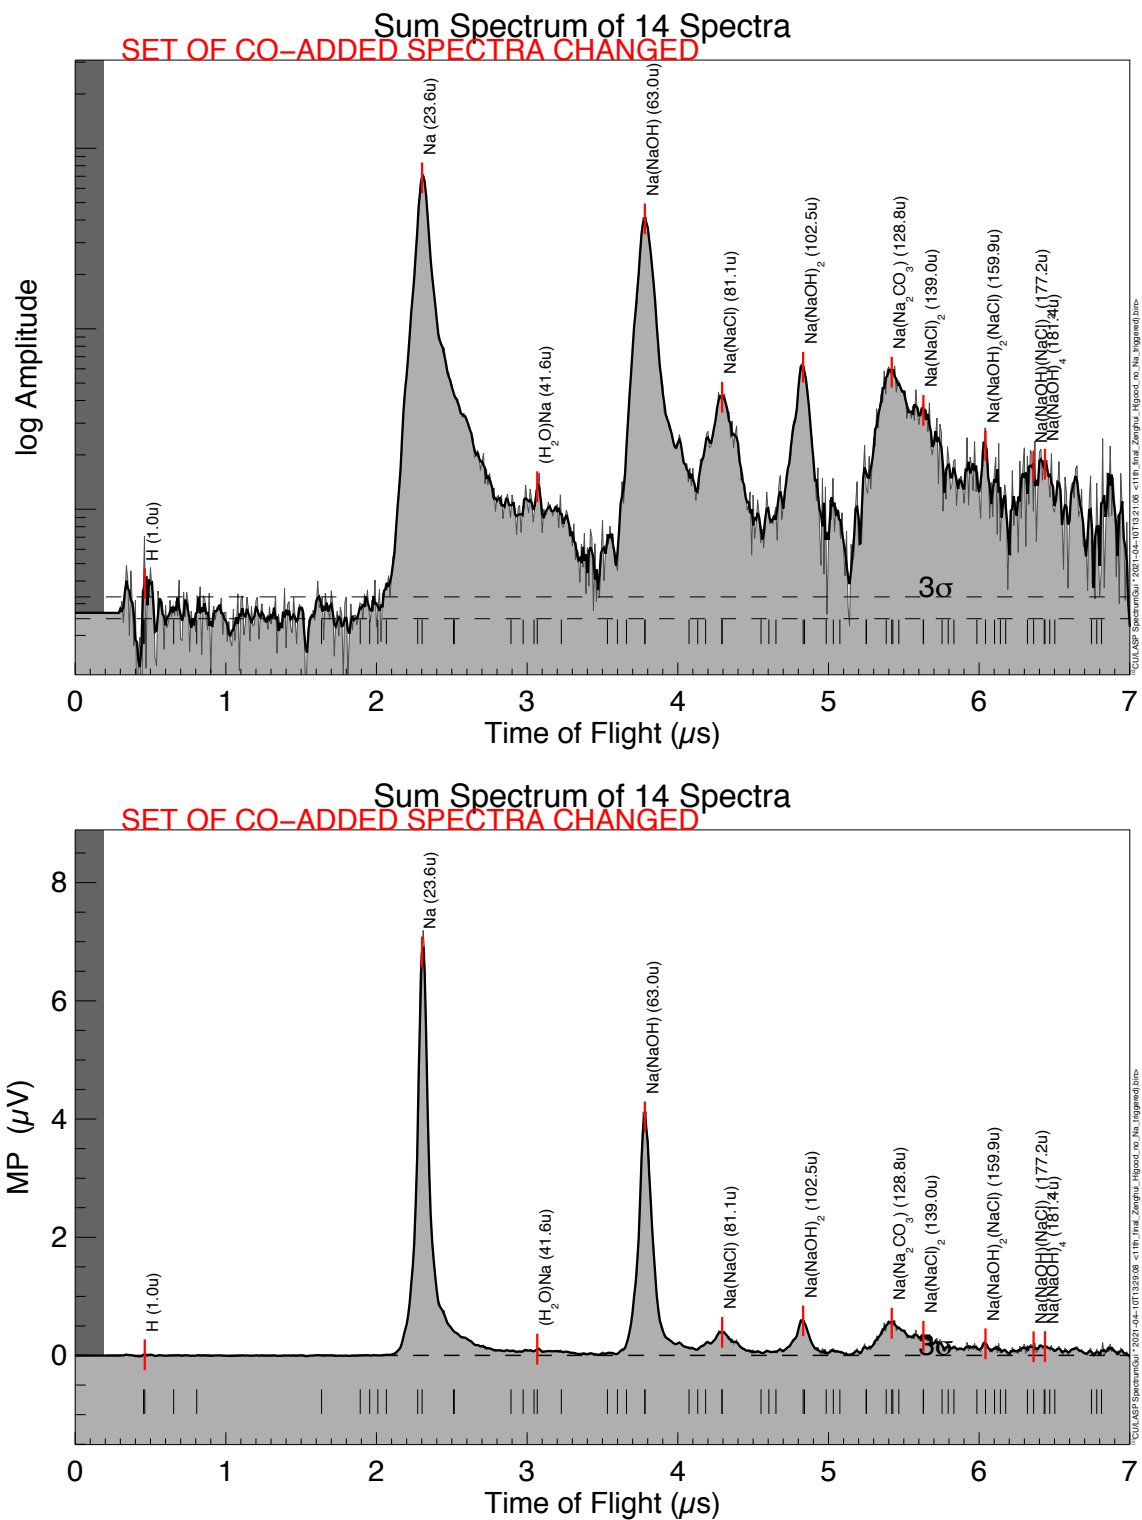 Sum Spectrum of 14 Spectra
SET OF CO–ADDED SPECTRA CHANGED
log Amplitude
H (1.0u)
Na (23.6u)
(H₂O)Na (41.6u)
Na(NaOH) (63.0u)
Na(NaCl) (81.1u)
Na(NaOH)₂ (102.5u)
Na(Na₂CO₃) (128.8u)
Na(NaCl)₂ (139.0u)
Na(NaOH)₂(NaCl) (159.9u)
Na(NaOH)(NaCl)₂ (177.2u)
Na(NaOH)₄ (181.4u)
3σ
0 1 2 3 4 5 6 7
Time of Flight (µs)
Sum Spectrum of 14 Spectra
SET OF CO–ADDED SPECTRA CHANGED
MP (µV)
8
6
4
2
0
H (1.0u)
Na (23.6u)
(H₂O)Na (41.6u)
Na(NaOH) (63.0u)
Na(NaCl) (81.1u)
Na(NaOH)₂ (102.5u)
Na(Na₂CO₃) (128.8u)
Na(NaCl)₂ (139.0u)
Na(NaOH)₂(NaCl) (159.9u)
Na(NaOH)(NaCl)₂ (177.2u)
Na(NaOH)₄ (181.4u)
3σ
0 1 2 3 4 5 6 7
Time of Flight (µs)